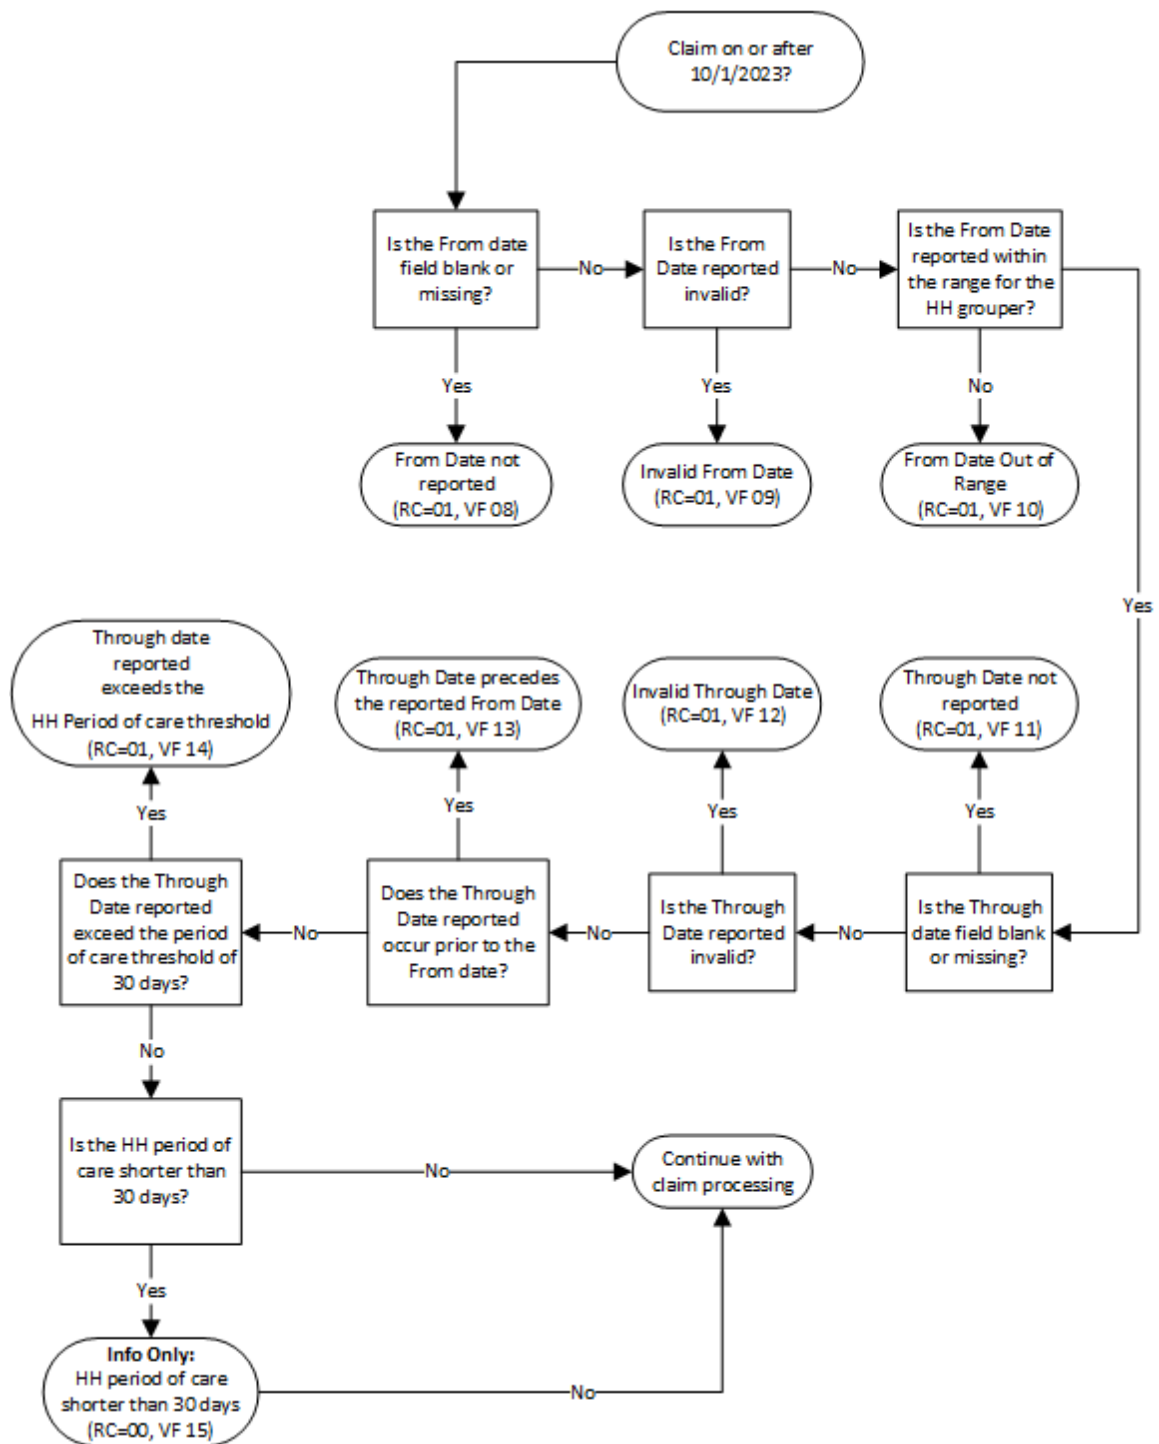 Claim on or after
10/1/2023?
Is the From date
field blank or
missing?
No
Is the From
Date reported
invalid?
No
Is the From Date
reported within
the range for the
HH grouper?
Yes
Yes
No
From Date not
reported
(RC=01, VF 08)
Invalid From Date
(RC=01, VF 09)
From Date Out of
Range
(RC=01, VF 10)
Yes
Through date
reported
exceeds the
HH Period of care threshold
(RC=01, VF 14)
Through Date precedes
the reported From Date
(RC=01, VF 13)
Invalid Through Date
(RC=01, VF 12)
Through Date not
reported
(RC=01, VF 11)
Yes
Yes
Yes
Yes
Does the Through
Date reported
exceed the period
of care threshold of
30 days?
No
Does the Through
Date reported
occur prior to the
From date?
No
Is the Through
Date reported
invalid?
No
Is the Through
date field blank
or missing?
No
Is the HH period of
care shorter than
30 days?
No
Continue with
claim processing
Yes
Info Only:
HH period of care
shorter than 30 days
(RC=00, VF 15)
No